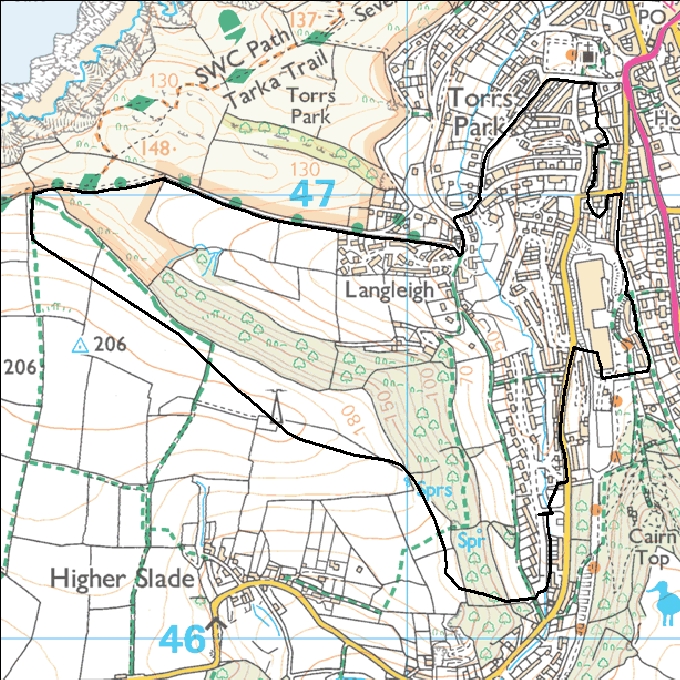 137
Seve
PO
SWC Path
130
Tarka Trail
Torrs
Park
Torrs
Park
Ho
148
130
47
Langleigh
206
206
50
70
100
180
150
Sprs
Spr
Cairn
Top
Higher Slade
46